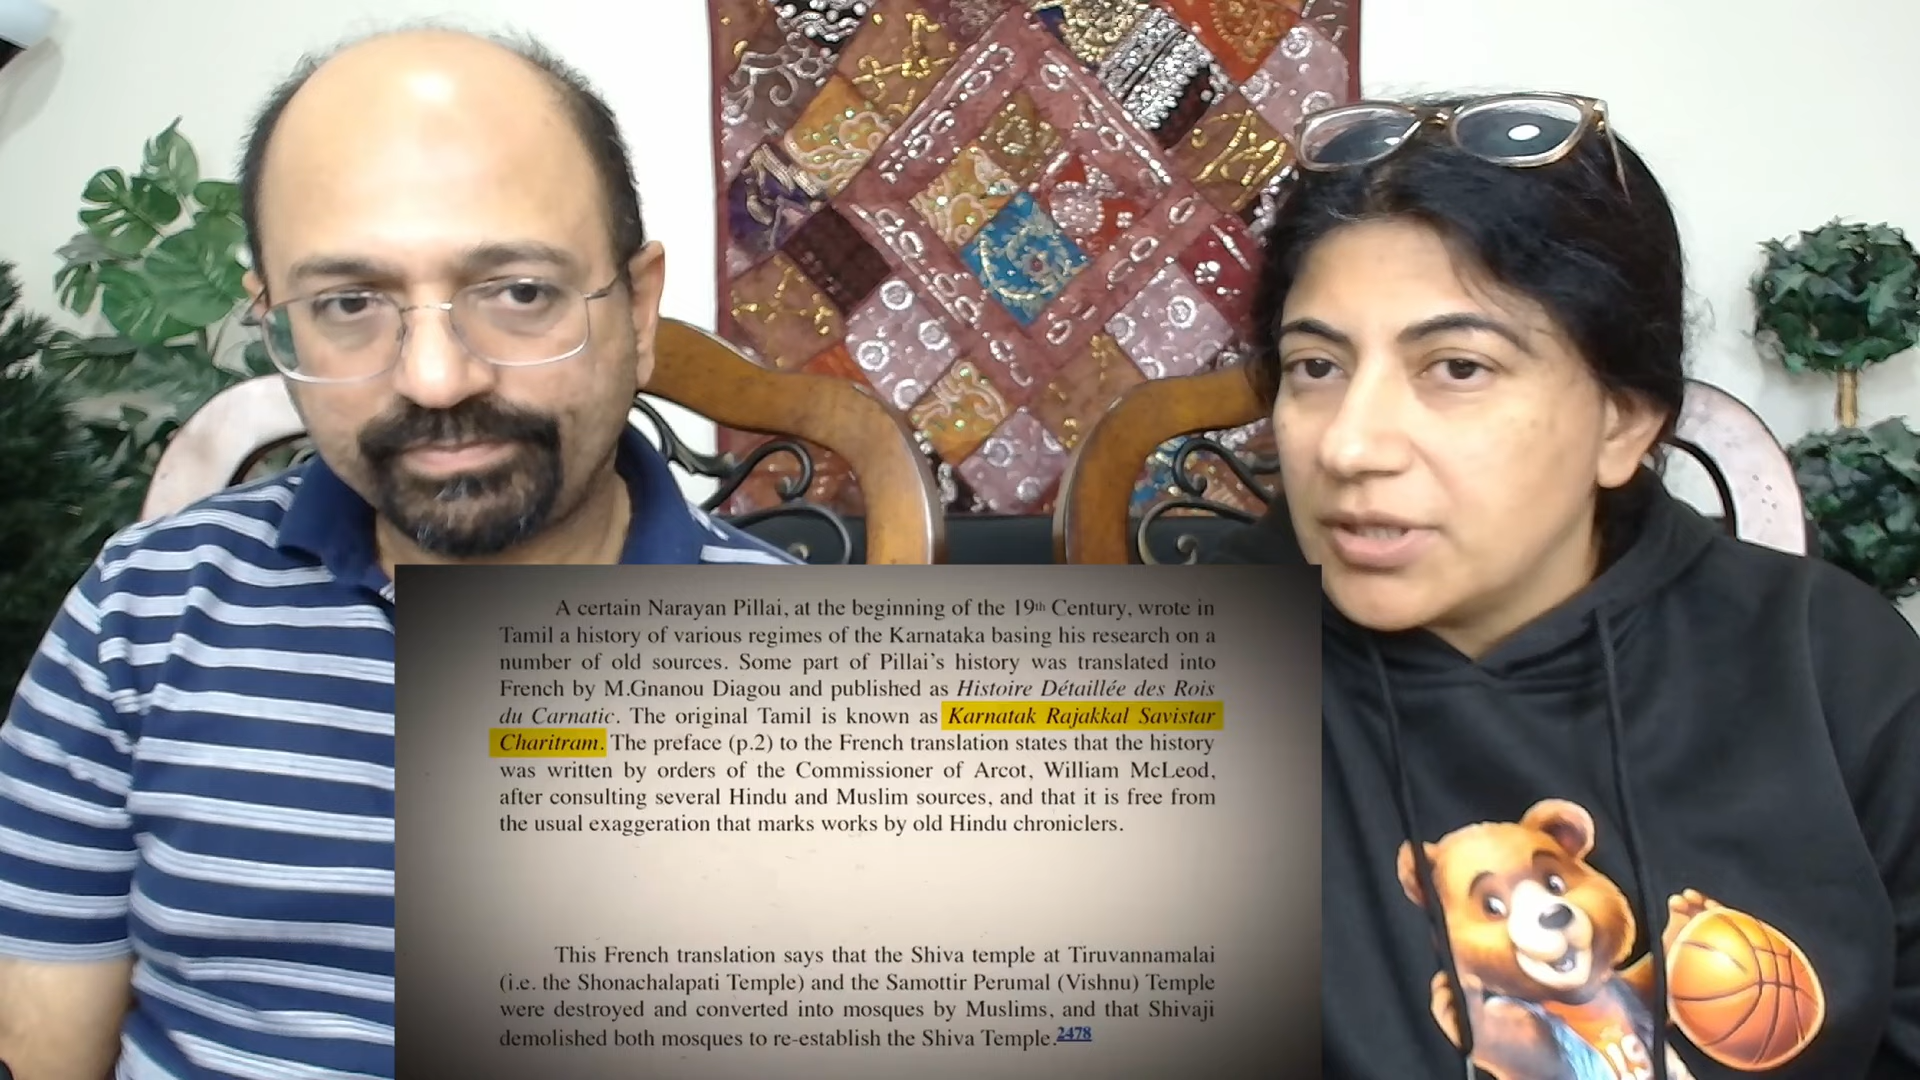 A certain Narayan Pillai, at the beginning of the 19th Century, wrote in
Tamil a history of various regimes of the Karnataka basing his research on a
number of old sources. Some part of Pillai's history was translated into
French by M.Gnanou Diagou and published as Histoire Détaillée des Rois
du Carnatic. The original Tamil is known as Karnatak Rajakkal Savistar
Charitram. The preface (p.2) to the French translation states that the history
was written by orders of the Commissioner of Arcot, William McLeod,
after consulting several Hindu and Muslim sources, and that it is free from
the usual exaggeration that marks works by old Hindu chroniclers.
This French translation says that the Shiva temple at Tiruvannamalai
(i.e. the Shonachalapati Temple) and the Samottir Perumal (Vishnu) Temple
were destroyed and converted into mosques by Muslims, and that Shivaji
demolished both mosques to re-establish the Shiva Temple.2478